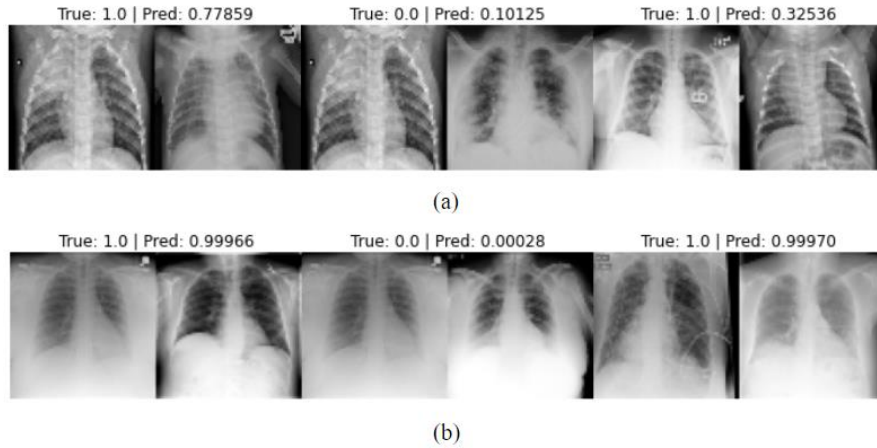 True: 1.0 | Pred: 0.77859 True: 0.0 | Pred: 0.10125 True: 1.0 | Pred: 0.32536
(a)
True: 1.0 | Pred: 0.99966 True: 0.0 | Pred: 0.00028 True: 1.0 | Pred: 0.99970
(b)